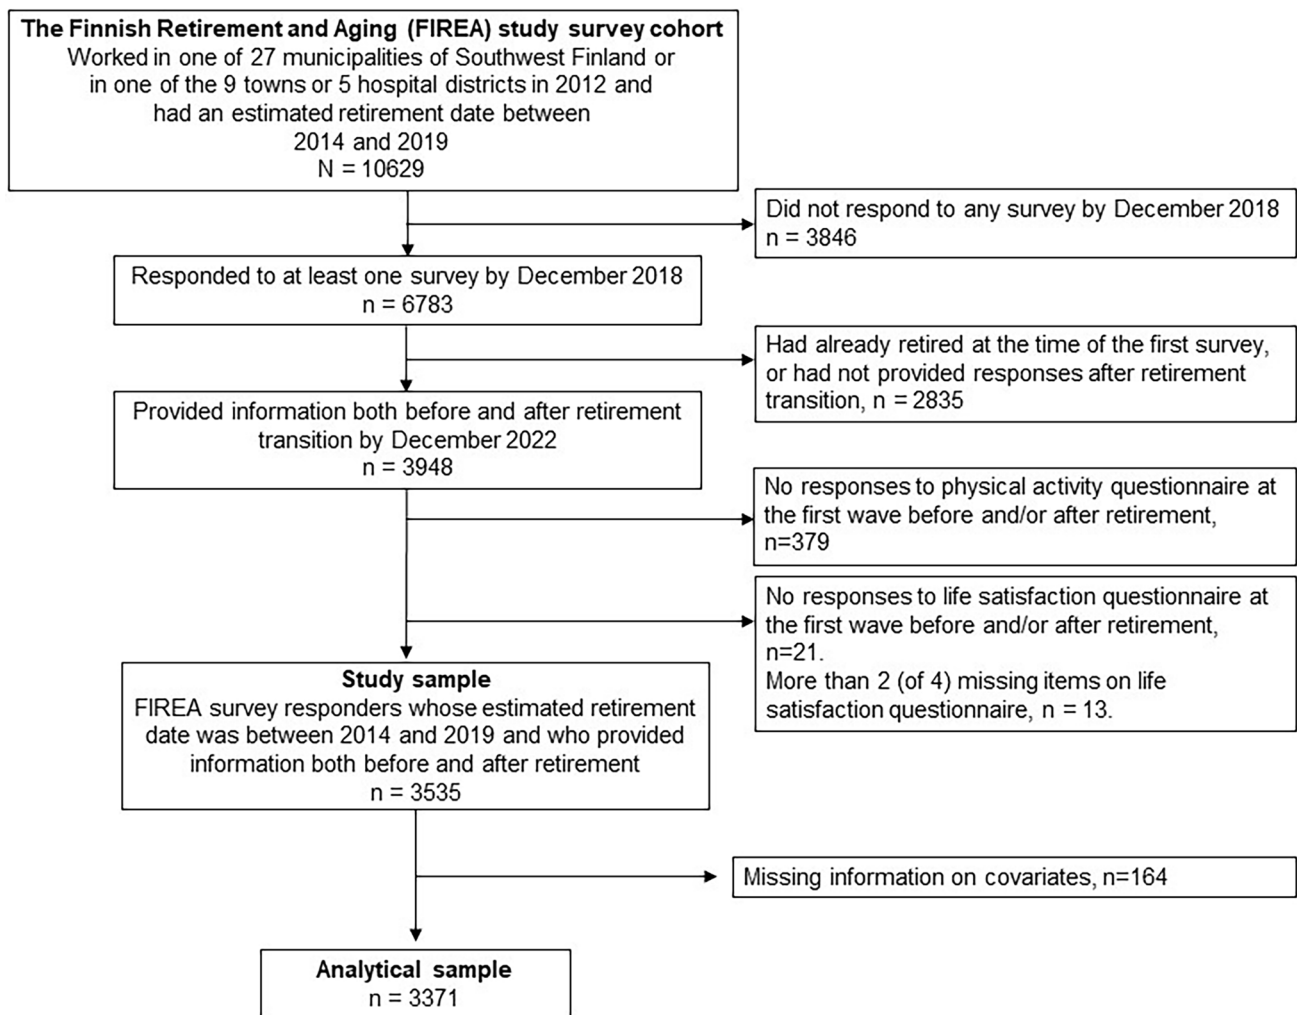 The Finnish Retirement and Aging (FIREA) study survey cohort
Worked in one of 27 municipalities of Southwest Finland or
in one of the 9 towns or 5 hospital districts in 2012 and
had an estimated retirement date between
2014 and 2019
N = 10629
Did not respond to any survey by December 2018
n = 3846
Responded to at least one survey by December 2018
n = 6783
Had already retired at the time of the first survey,
or had not provided responses after retirement
transition, n = 2835
Provided information both before and after retirement
transition by December 2022
n = 3948
No responses to physical activity questionnaire at
the first wave before and/or after retirement,
n=379
No responses to life satisfaction questionnaire at
the first wave before and/or after retirement,
n=21.
More than 2 (of 4) missing items on life
satisfaction questionnaire, n = 13.
Study sample
FIREA survey responders whose estimated retirement
date was between 2014 and 2019 and who provided
information both before and after retirement
n = 3535
Missing information on covariates, n=164
Analytical sample
n = 3371